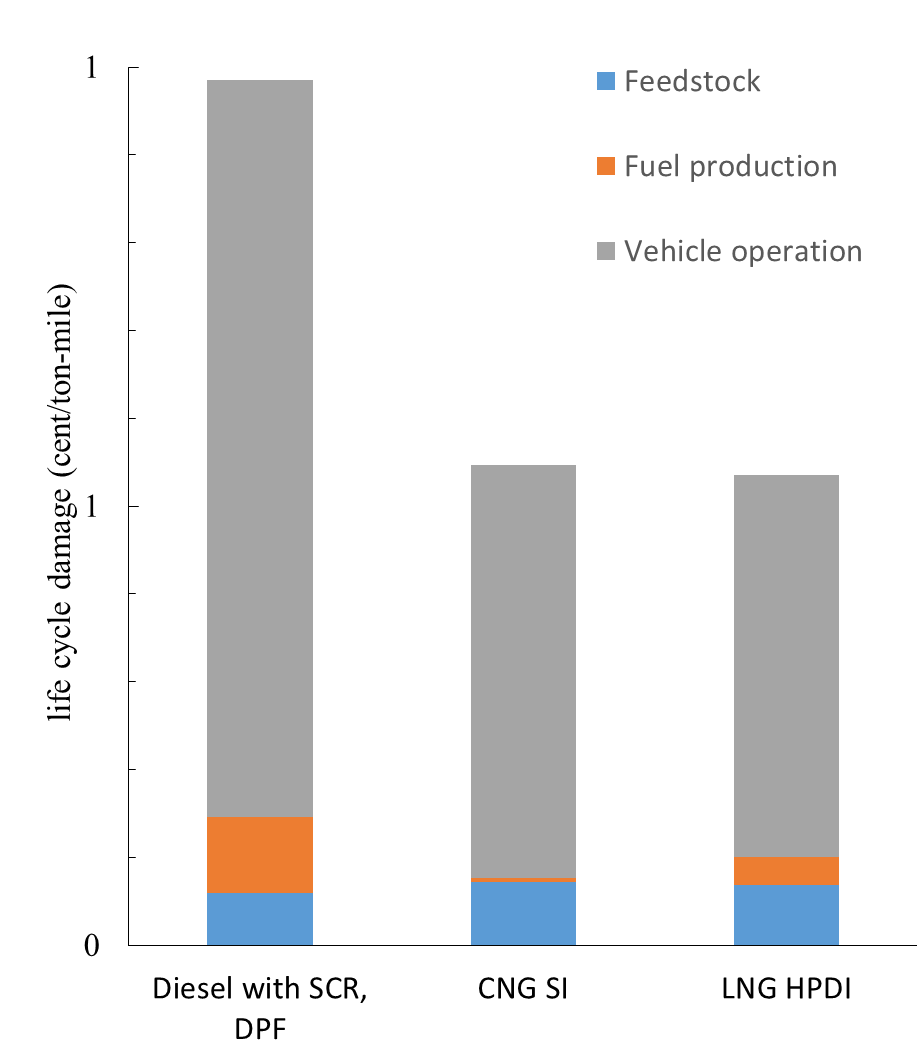 1
Feedstock
Fuel production
Vehicle operation
life cycle damage (cent/ton-mile)
1
0
Diesel with SCR,
DPF
CNG SI
LNG HPDI